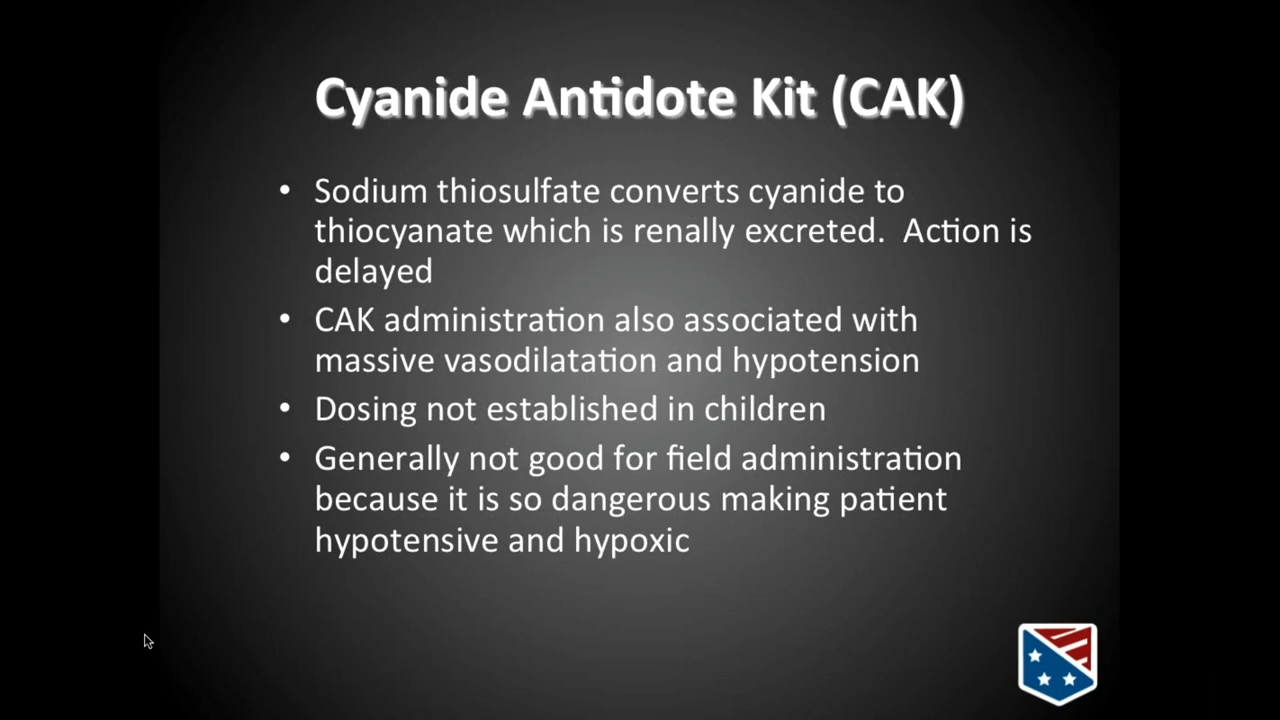 Cyanide Antidote Kit (CAK)
• Sodium thiosulfate converts cyanide to
thiocyanate which is renally excreted.  Action is
delayed
• CAK administration also associated with
massive vasodilatation and hypotension
• Dosing not established in children
• Generally not good for field administration
because it is so dangerous making patient
hypotensive and hypoxic